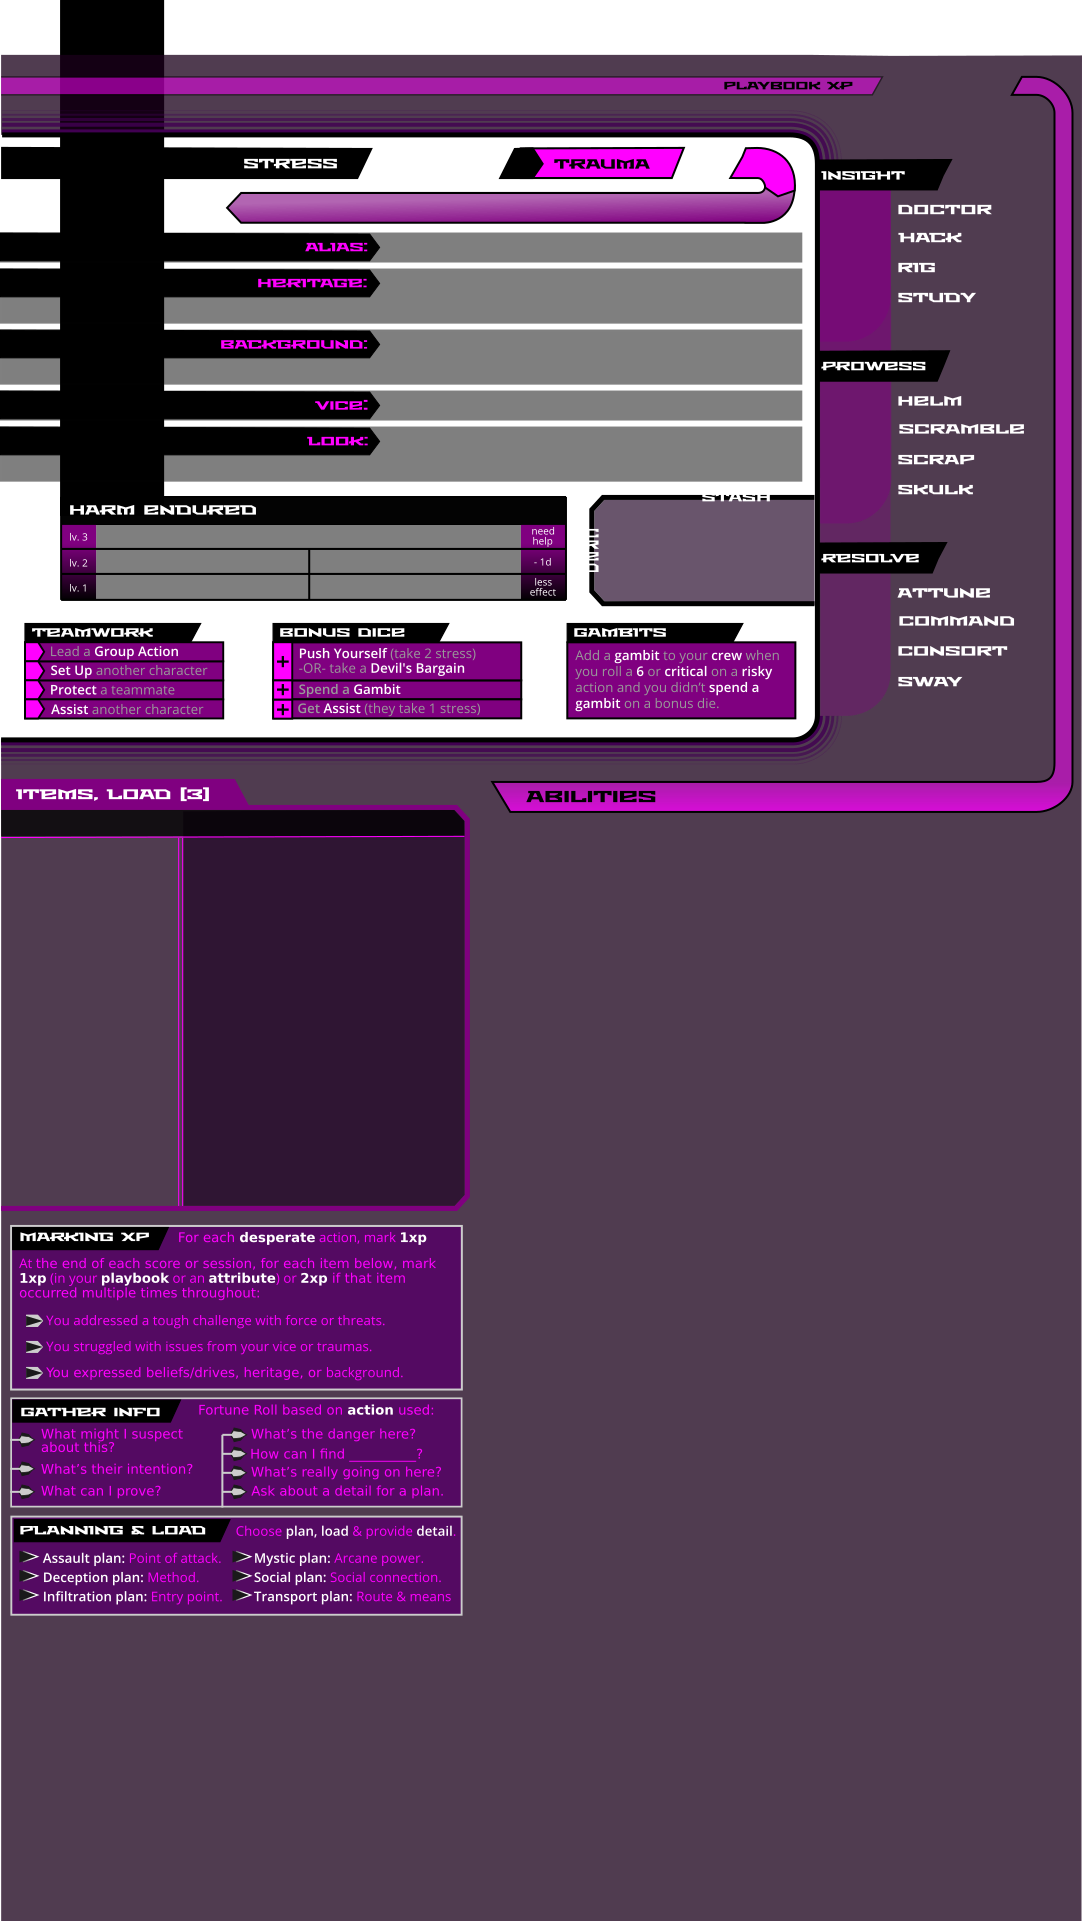 PLAYBOOK XP
STRESS
TRAUMA
ALIAS:
HERITAGE:
BACKGROUND:
VICE:
LOOK:
INSIGHT
DOCTOR
HACK
RIG
STUDY
PROWESS
HELM
SCRAMBLE
SCRAP
SKULK
RESOLVE
ATTUNE
COMMAND
CONSORT
SWAY
HARM ENDURED
lv. 3
need
help
lv. 2
- 1d
lv. 1
less
effect
STASH
TEAMWORK
Lead a Group Action
Set Up another character
Protect a teammate
Assist another character
BONUS DICE
+ Push Yourself (take 2 stress)
-OR- take a Devil's Bargain
+ Spend a Gambit
+ Get Assist (they take 1 stress)
GAMBITS
Add a gambit to your crew when
you roll a 6 or critical on a risky
action and you didn't spend a
gambit on a bonus die.
ITEMS, LOAD [3]
ABILITIES
MARKING XP
For each desperate action, mark 1xp
At the end of each score or session, for each item below, mark
1xp (in your playbook or an attribute) or 2xp if that item
occurred multiple times throughout:
You addressed a tough challenge with force or threats.
You struggled with issues from your vice or traumas.
You expressed beliefs/drives, heritage, or background.
GATHER INFO
Fortune Roll based on action used:
What might I suspect
about this?
What's their intention?
What can I prove?
What's the danger here?
How can I find __________?
What's really going on here?
Ask about a detail for a plan.
PLANNING & LOAD
Choose plan, load & provide detail.
Assault plan: Point of attack.
Deception plan: Method.
Infiltration plan: Entry point.
Mystic plan: Arcane power.
Social plan: Social connection.
Transport plan: Route & means